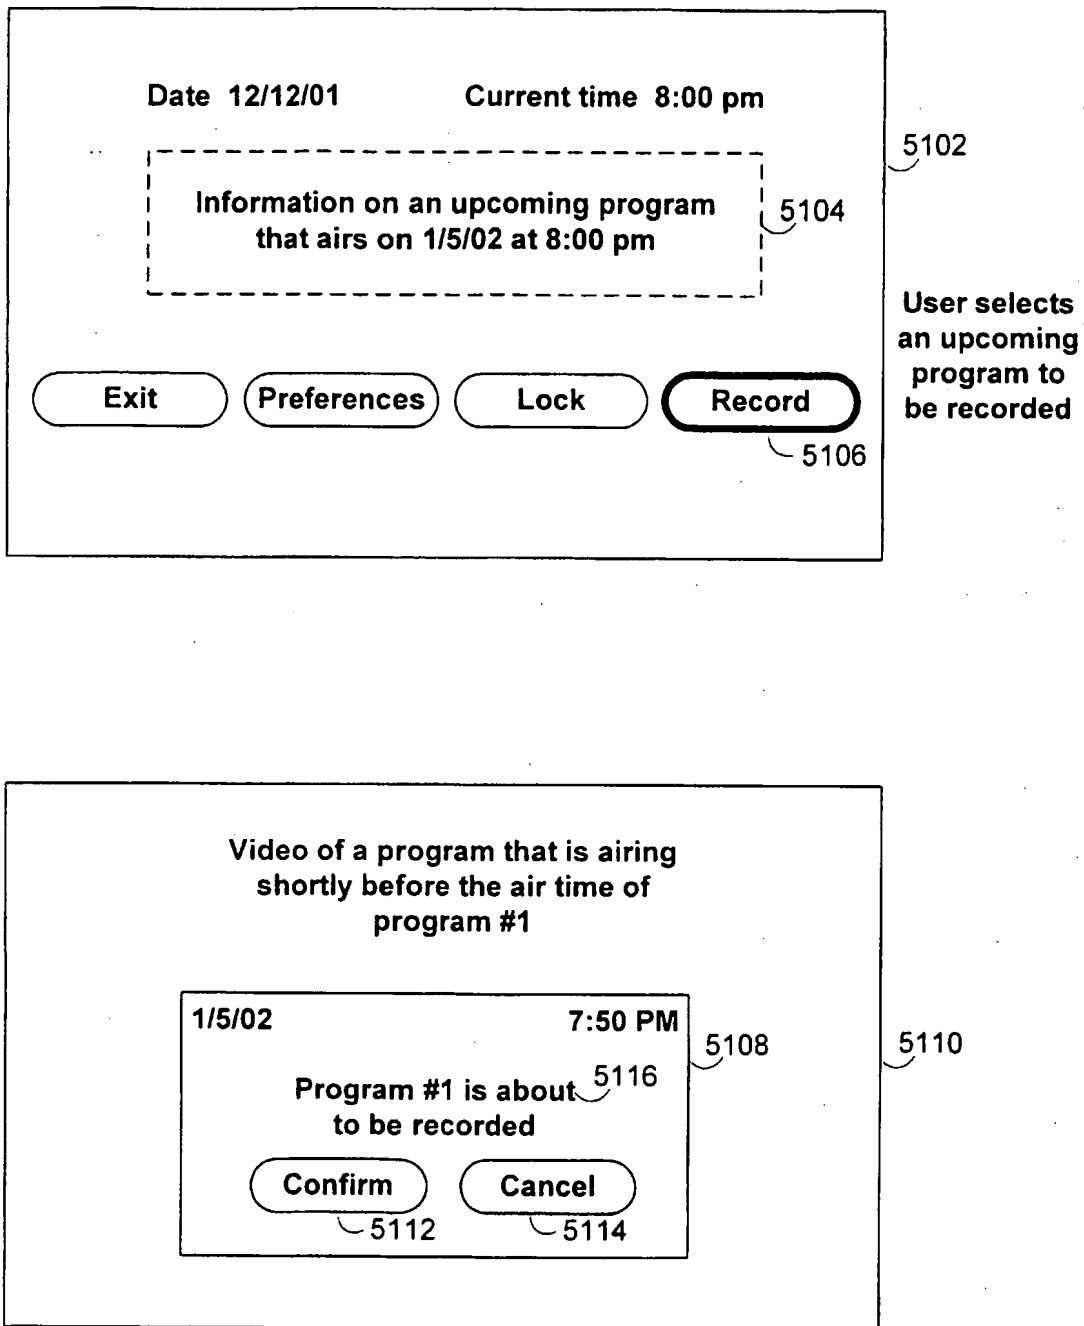 Date 12/12/01 Current time 8:00 pm
5102
Information on an upcoming program
that airs on 1/5/02 at 8:00 pm
5104
User selects
an upcoming
program to
be recorded
Exit Preferences Lock Record
5106
Video of a program that is airing
shortly before the air time of
program #1
1/5/02 7:50 PM
5108
5110
Program #1 is about
to be recorded
5116
Confirm Cancel
5112 5114